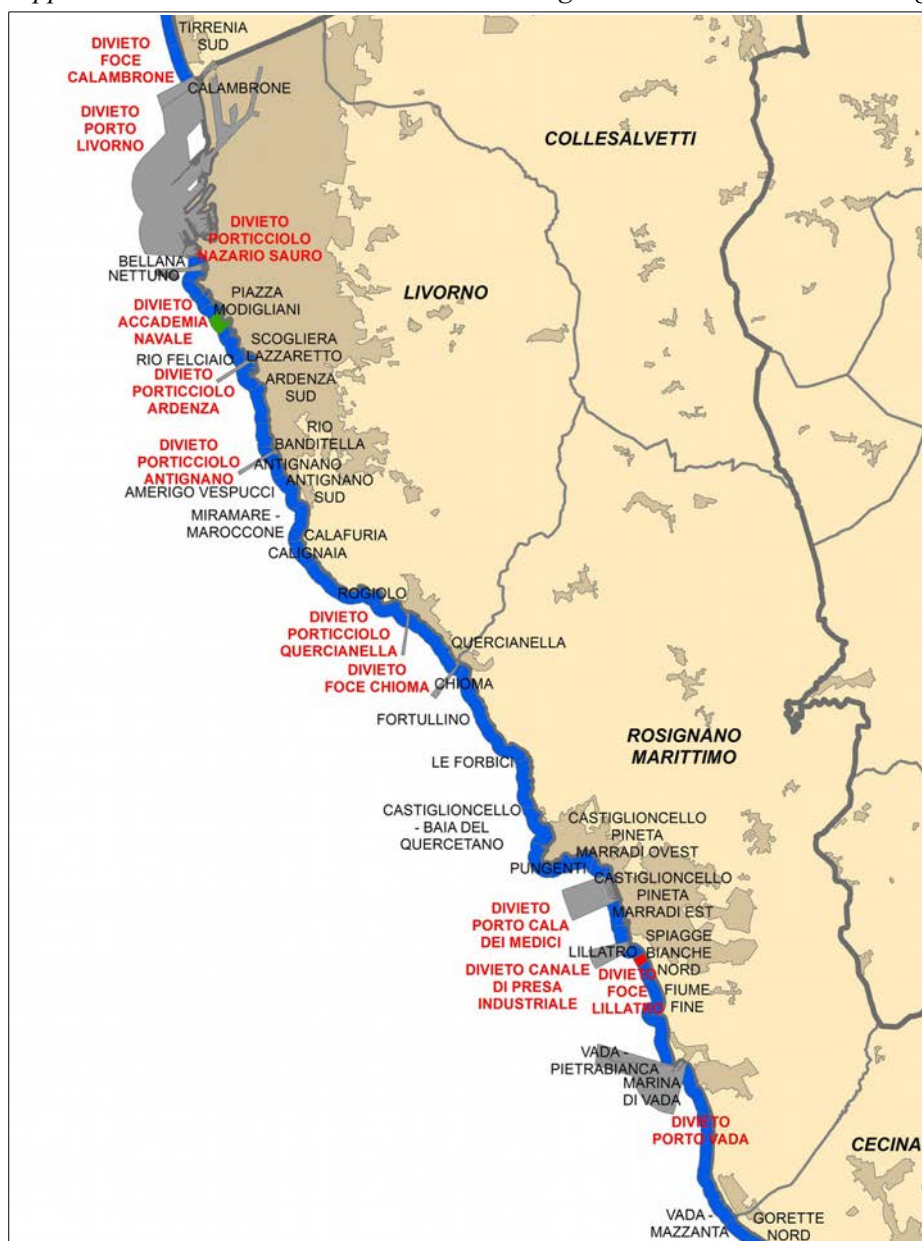 TIRRENIA
SUD
DIVIETO
FOCE
CALAMBRONE
CALAMBRONE
DIVIETO
PORTO
LIVORNO
COLLESALVETTI
DIVIETO
PORTICCIOLO
NAZARIO SAURO
BELLANA
NETTUNO
LIVORNO
PIAZZA
MODIGLIANI
DIVIETO
ACCADEMIA
NAVALE
SCOGLIERA
LAZZARETTO
RIO FELCIAIO
DIVIETO
PORTICCIOLO
ARDENZA
ARDENZA
SUD
RIO
BANDITELLA
DIVIETO
PORTICCIOLO
ANTIGNANO
ANTIGNANO
ANTIGNANO
SUD
AMERIGO VESPUCCI
MIRAMARE -
MAROCCONE
CALAFURIA
CALIGNAIA
ROGIOLO
DIVIETO
PORTICCIOLO
QUERCIANELLA
QUERCIANELLA
DIVIETO
FOCE CHIOMA
CHIOMA
FORTULLINO
ROSIGNANO
MARITTIMO
LE FORBICI
CASTIGLIONCELLO
- BAIA DEL
QUERCETANO
CASTIGLIONCELLO
PINETA
MARRADI OVEST
PUNGENTI
CASTIGLIONCELLO
PINETA
MARRADI EST
DIVIETO
PORTO CALA
DEI MEDICI
SPIAGGE
BIANCHE
NORD
LILLATRO
DIVIETO CANALE
DI PRESA
INDUSTRIALE
DIVIETO
FOCE
LILLATRO
FIUME
FINE
VADA -
PIETRABIANCA
MARINA
DI VADA
DIVIETO
PORTO VADA
CECINA
VADA -
MAZZANTA
GORETTE
NORD